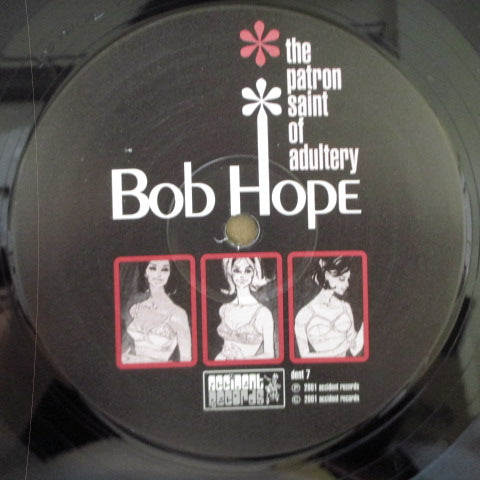 the
patron
saint
of
adultery
Bob Hope
accident
records
dent 7
℗ 2001 accident records
© 2001 accident records